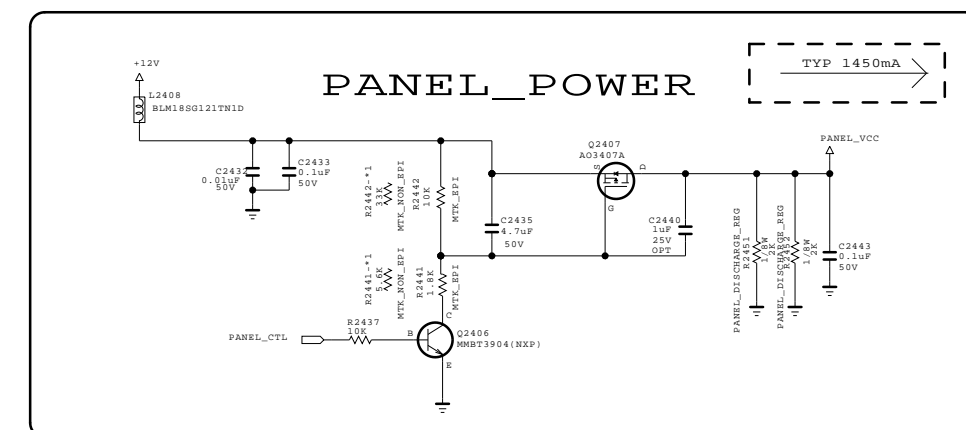 PANEL_POWER
TYP 1450mA
+12V
L2408
BLM18SG121TN1D
C2432
0.01uF
50V
C2433
0.1uF
50V
R2442-*1
33K
MTK_NON_EPI
R2442
10K
MTK_EPI
C2435
4.7uF
50V
Q2407
AO3407A
S
D
G
C2440
1uF
25V
OPT
PANEL_VCC
PANEL_DISCHARGE_REG
R2451
1/8W
2K
PANEL_DISCHARGE_REG
R2452
1/8W
2K
C2443
0.1uF
50V
R2441-*1
5.6K
MTK_NON_EPI
R2441
1.8K
MTK_EPI
PANEL_CTL
R2437
10K
B
C
E
Q2406
MMBT3904(NXP)